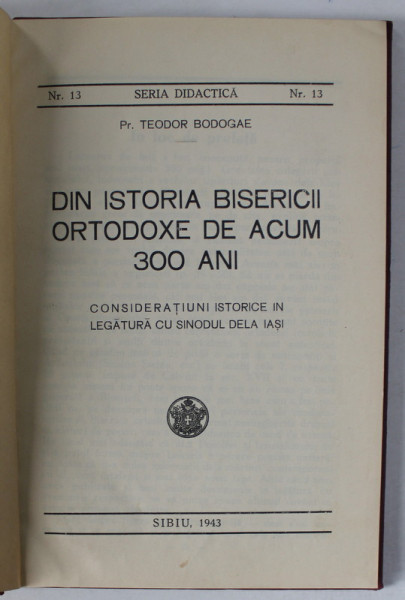 Nr. 13 SERIA DIDACTICĂ Nr. 13
Pr. TEODOR BODOGAE
DIN ISTORIA BISERICII
ORTODOXE DE ACUM
300 ANI
CONSIDERAȚIUNI ISTORICE IN
LEGĂTURĂ CU SINODUL DELA IAȘI
SIBIU, 1943